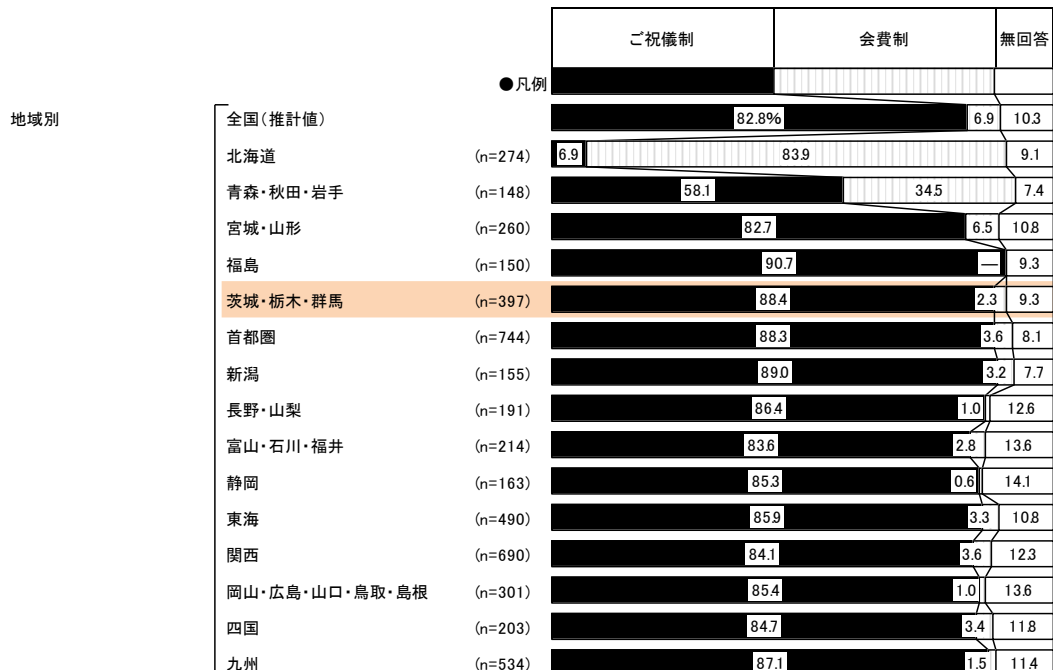 ご祝儀制 会費制 無回答
●凡例
地域別 全国(推計値) 82.8% 6.9 10.3
北海道 (n=274) 6.9 83.9 9.1
青森・秋田・岩手 (n=148) 58.1 34.5 7.4
宮城・山形 (n=260) 82.7 6.5 10.8
福島 (n=150) 90.7 — 9.3
茨城・栃木・群馬 (n=397) 88.4 2.3 9.3
首都圏 (n=744) 88.3 3.6 8.1
新潟 (n=155) 89.0 3.2 7.7
長野・山梨 (n=191) 86.4 1.0 12.6
富山・石川・福井 (n=214) 83.6 2.8 13.6
静岡 (n=163) 85.3 0.6 14.1
東海 (n=490) 85.9 3.3 10.8
関西 (n=690) 84.1 3.6 12.3
岡山・広島・山口・鳥取・島根 (n=301) 85.4 1.0 13.6
四国 (n=203) 84.7 3.4 11.8
九州 (n=534) 87.1 1.5 11.4